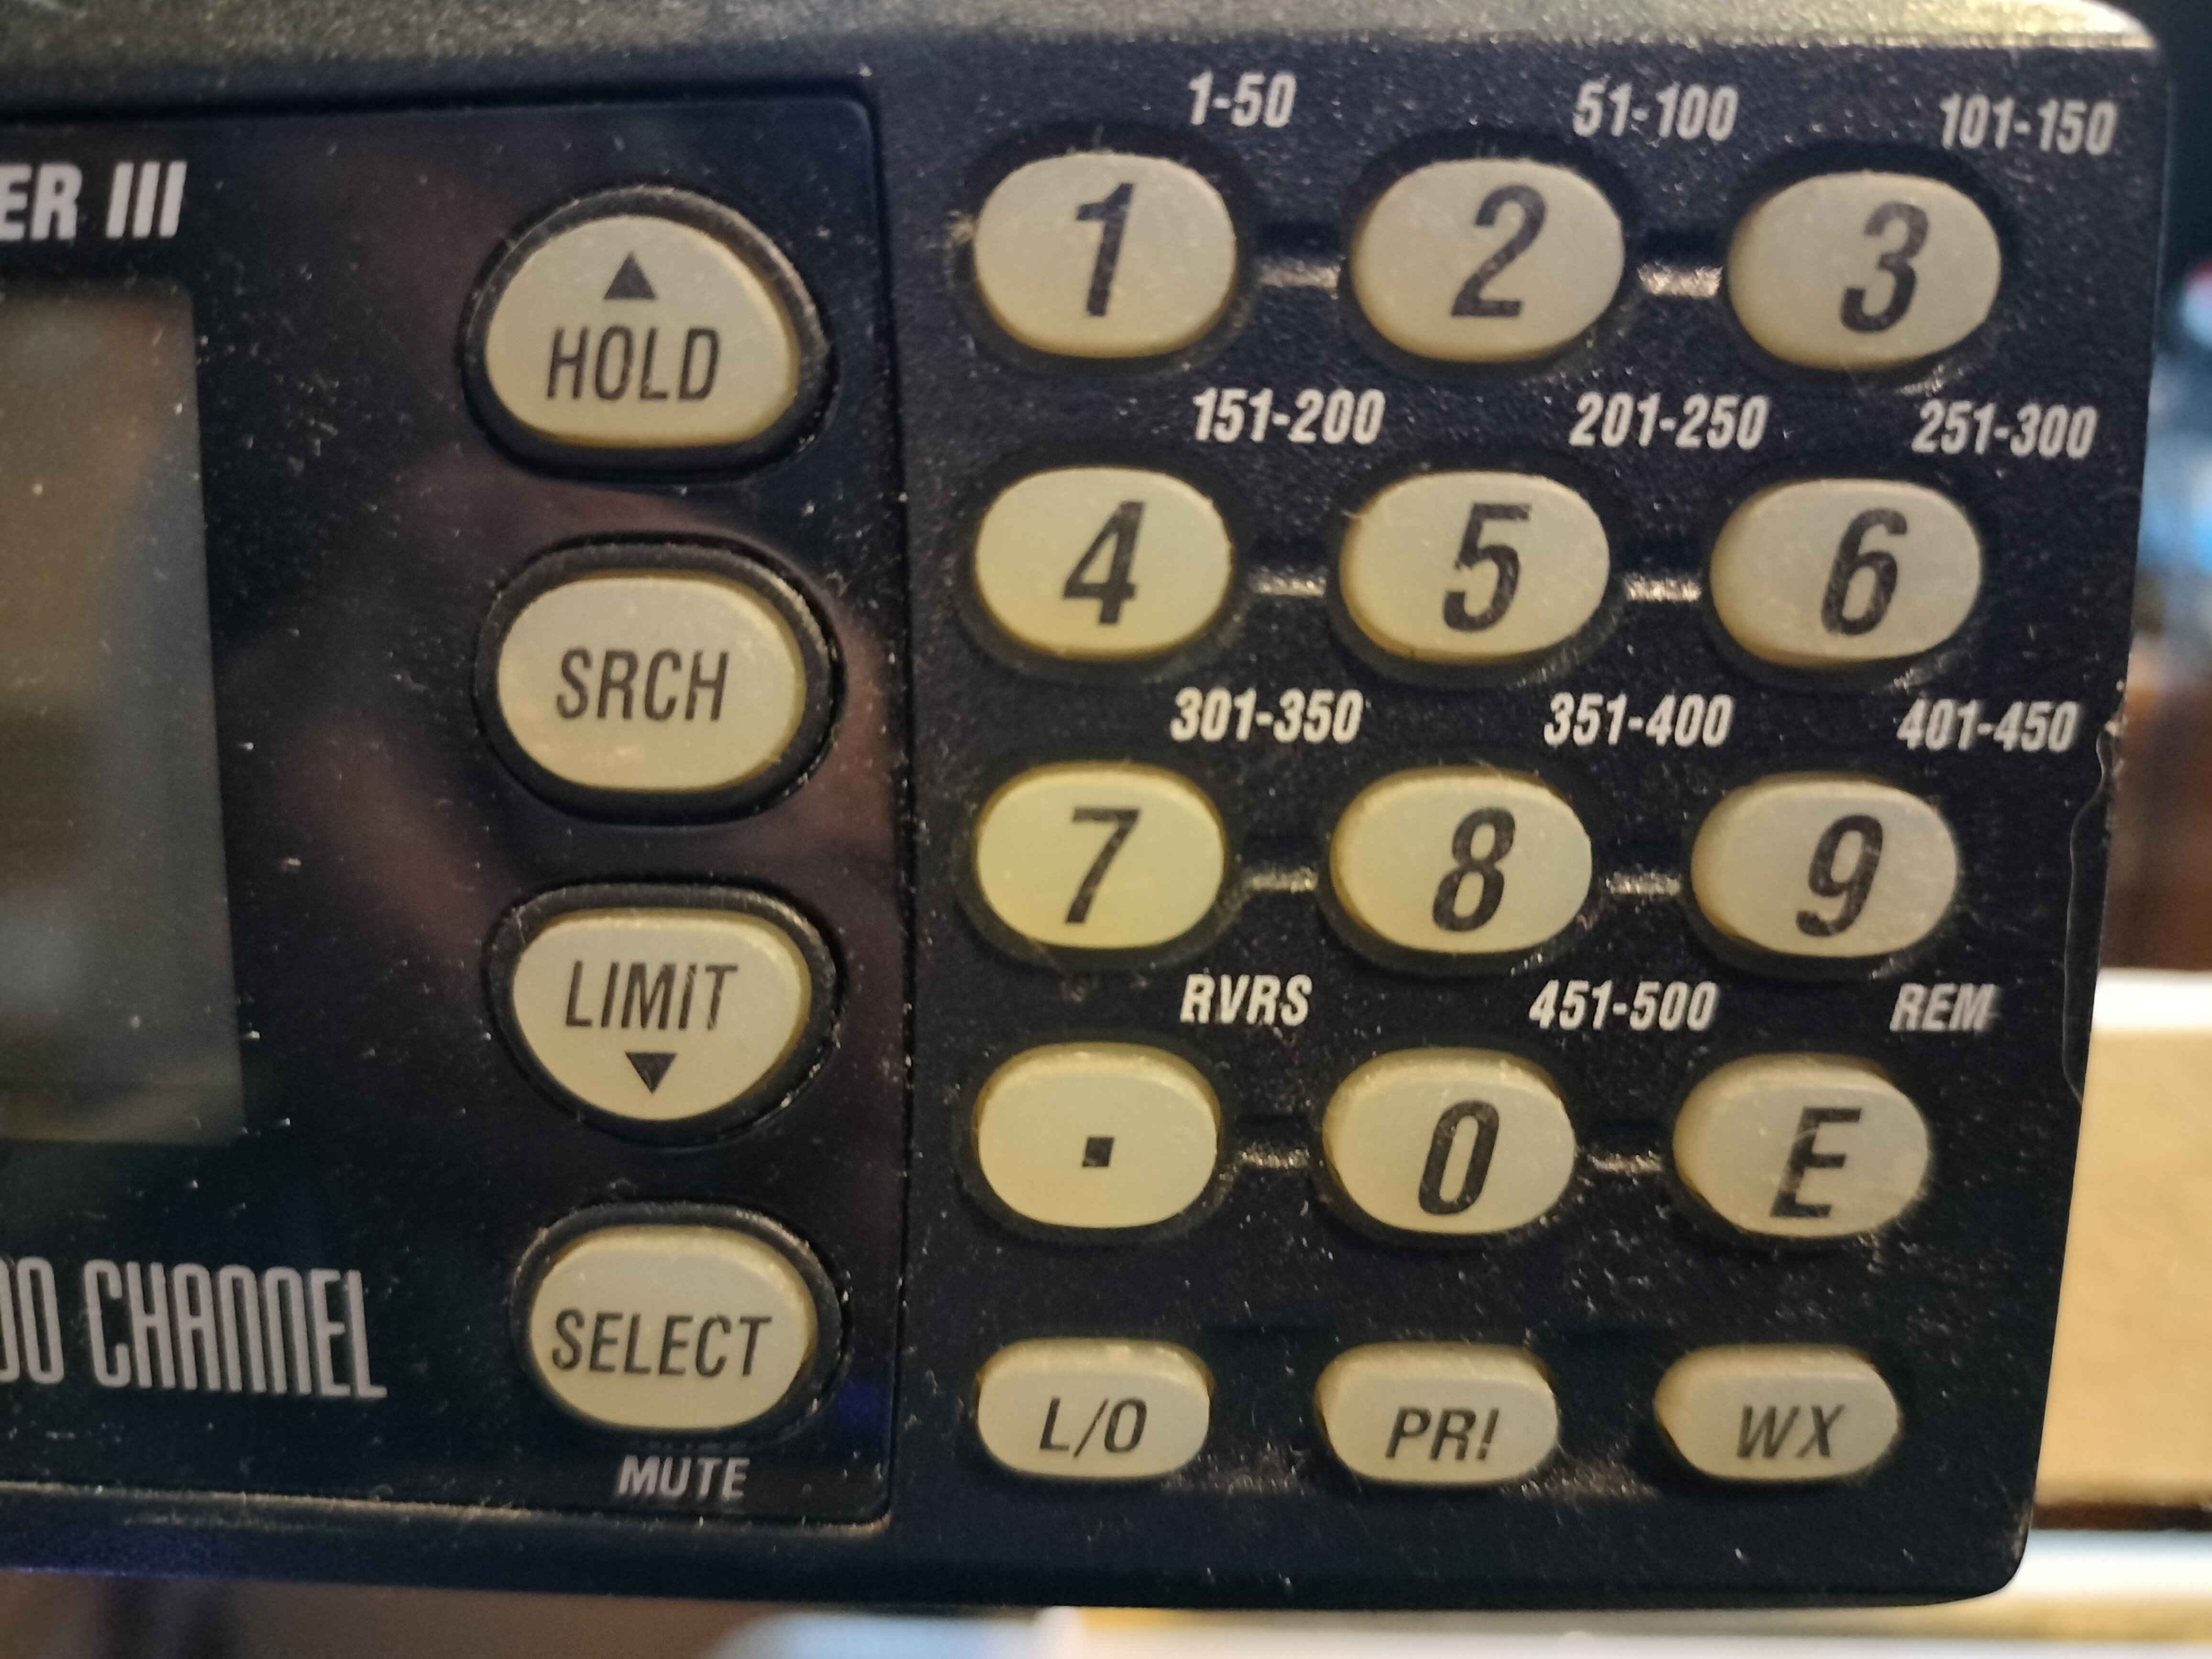 ER III
▲
HOLD
SRCH
LIMIT
▼
SELECT
MUTE
00 CHANNEL
1-50 51-100 101-150
1 2 3
151-200 201-250 251-300
4 5 6
301-350 351-400 401-450
7 8 9
RVRS 451-500 REM
. 0 E
L/O PR! WX